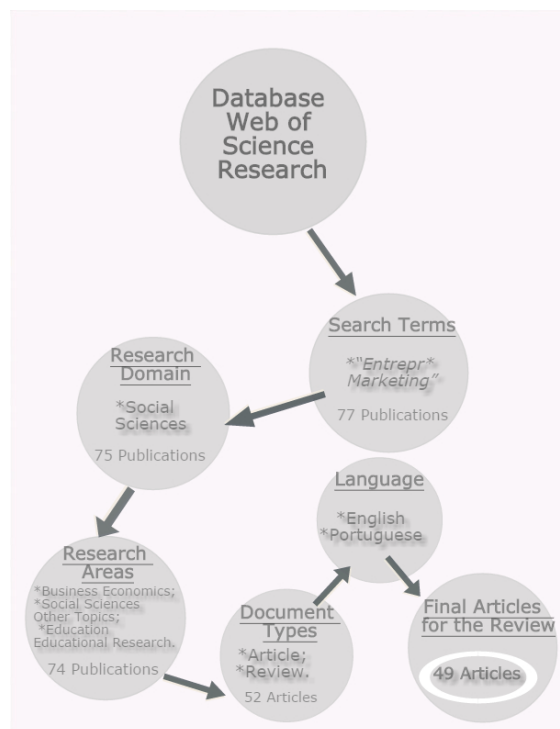 Database
Web of
Science
Research
Search Terms
*"Entrepr*
Marketing"
77 Publications
Research
Domain
*Social
Sciences
75 Publications
Research
Areas
*Business Economics;
*Social Sciences
Other Topics;
*Education
Educational Research.
74 Publications
Document
Types
*Article;
*Review.
52 Articles
Language
*English
*Portuguese
Final Articles
for the Review
49 Articles